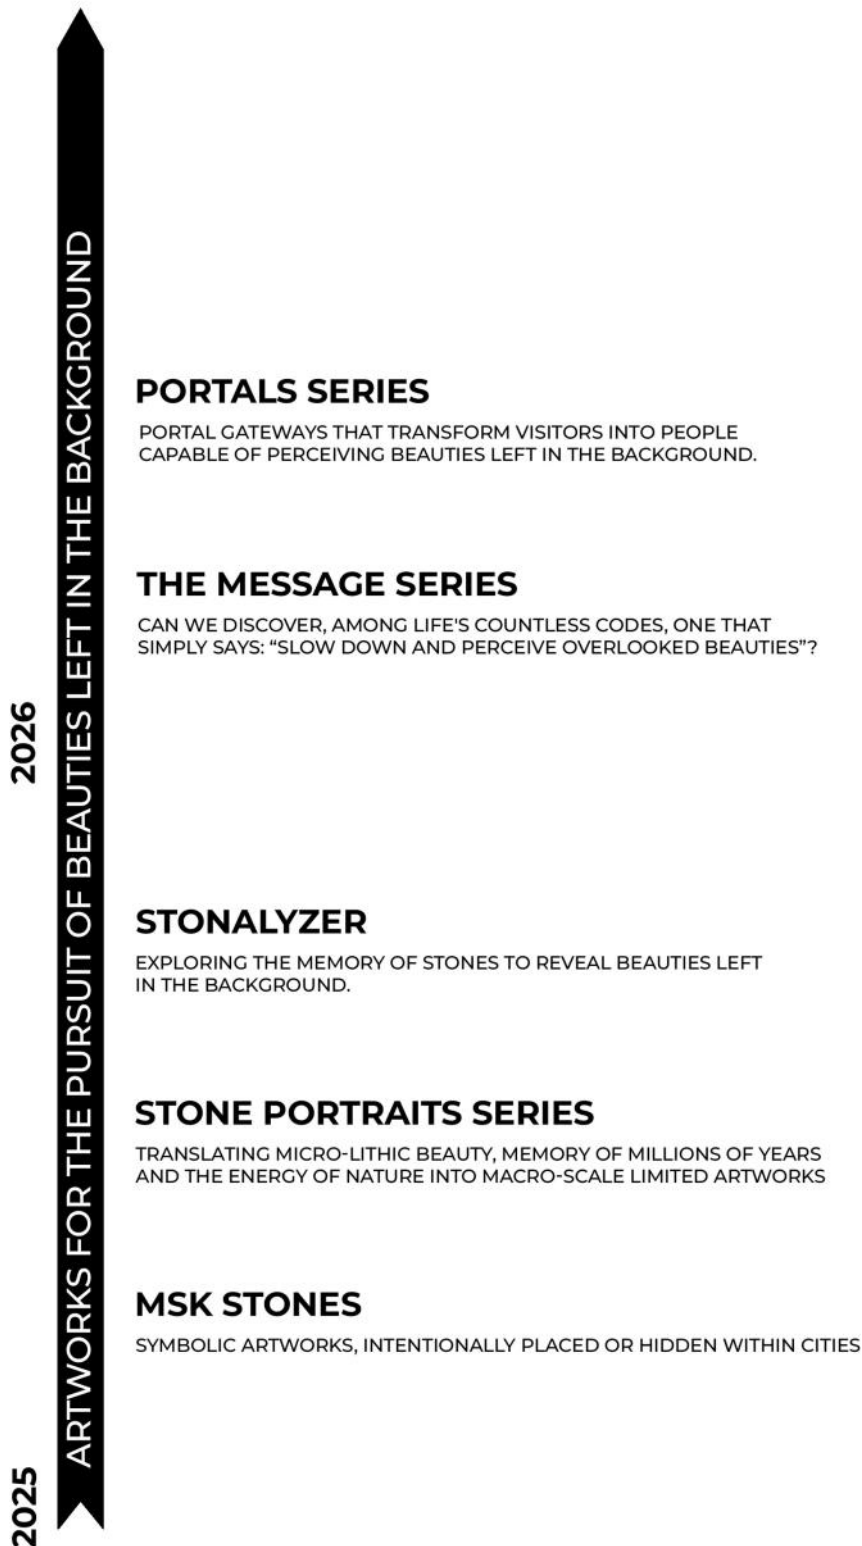 ARTWORKS FOR THE PURSUIT OF BEAUTIES LEFT IN THE BACKGROUND
PORTALS SERIES
PORTAL GATEWAYS THAT TRANSFORM VISITORS INTO PEOPLE
CAPABLE OF PERCEIVING BEAUTIES LEFT IN THE BACKGROUND.
THE MESSAGE SERIES
CAN WE DISCOVER, AMONG LIFE'S COUNTLESS CODES, ONE THAT
SIMPLY SAYS: “SLOW DOWN AND PERCEIVE OVERLOOKED BEAUTIES”?
2026
STONALYZER
EXPLORING THE MEMORY OF STONES TO REVEAL BEAUTIES LEFT
IN THE BACKGROUND.
STONE PORTRAITS SERIES
TRANSLATING MICRO-LITHIC BEAUTY, MEMORY OF MILLIONS OF YEARS
AND THE ENERGY OF NATURE INTO MACRO-SCALE LIMITED ARTWORKS
MSK STONES
SYMBOLIC ARTWORKS, INTENTIONALLY PLACED OR HIDDEN WITHIN CITIES
2025